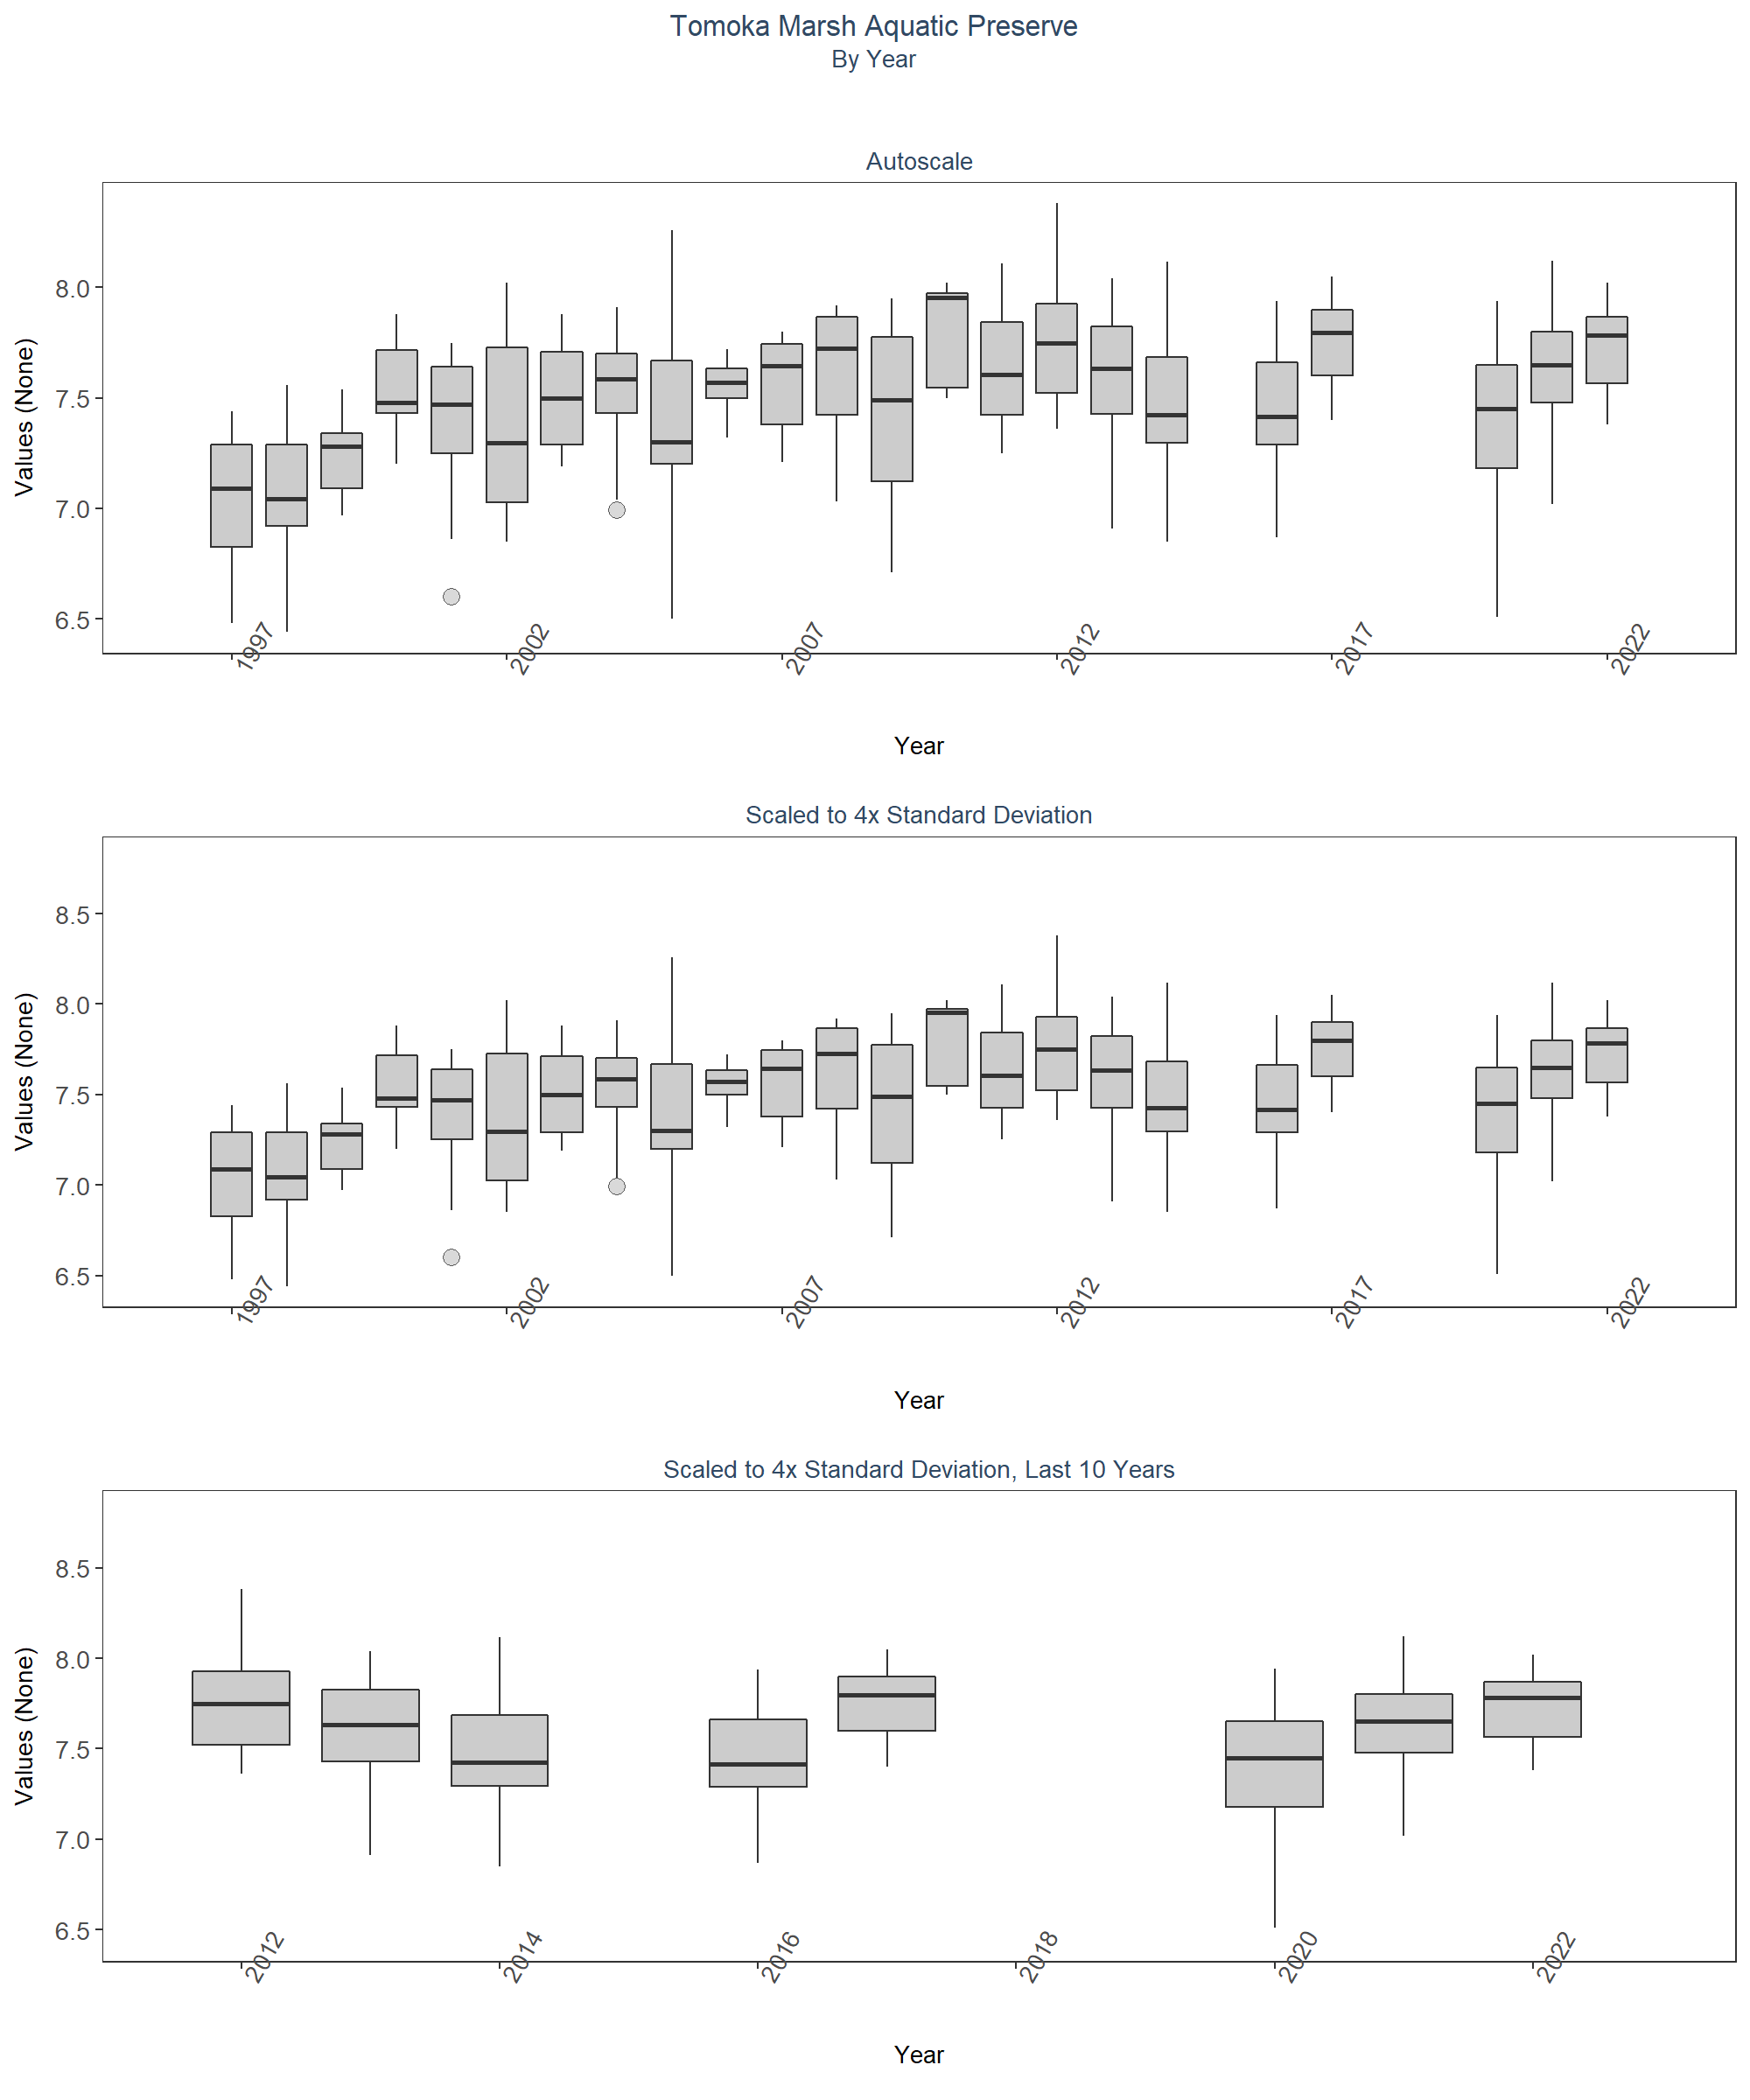 Tomoka Marsh Aquatic Preserve
By Year
Autoscale
Values (None)
8.0
7.5
7.0
6.5
1997 2002 2007 2012 2017 2022
Year
Scaled to 4x Standard Deviation
Values (None)
8.5
8.0
7.5
7.0
6.5
1997 2002 2007 2012 2017 2022
Year
Scaled to 4x Standard Deviation, Last 10 Years
Values (None)
8.5
8.0
7.5
7.0
6.5
2012 2014 2016 2018 2020 2022
Year